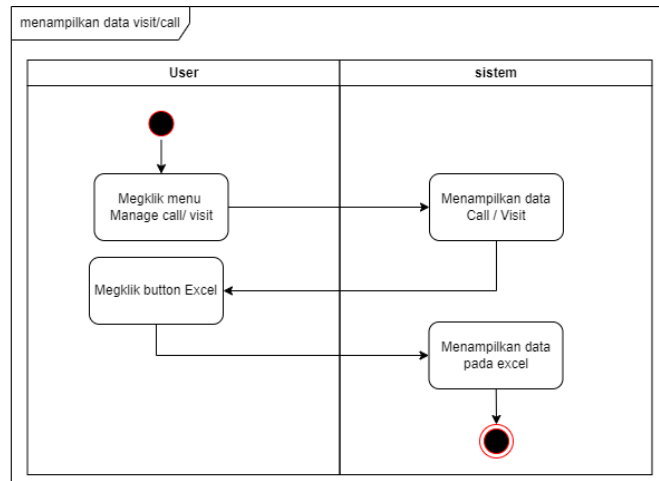 menampilkan data visit/call
User
sistem
Megklik menu
Manage call/ visit
Menampilkan data
Call / Visit
Megklik button Excel
Menampilkan data
pada excel